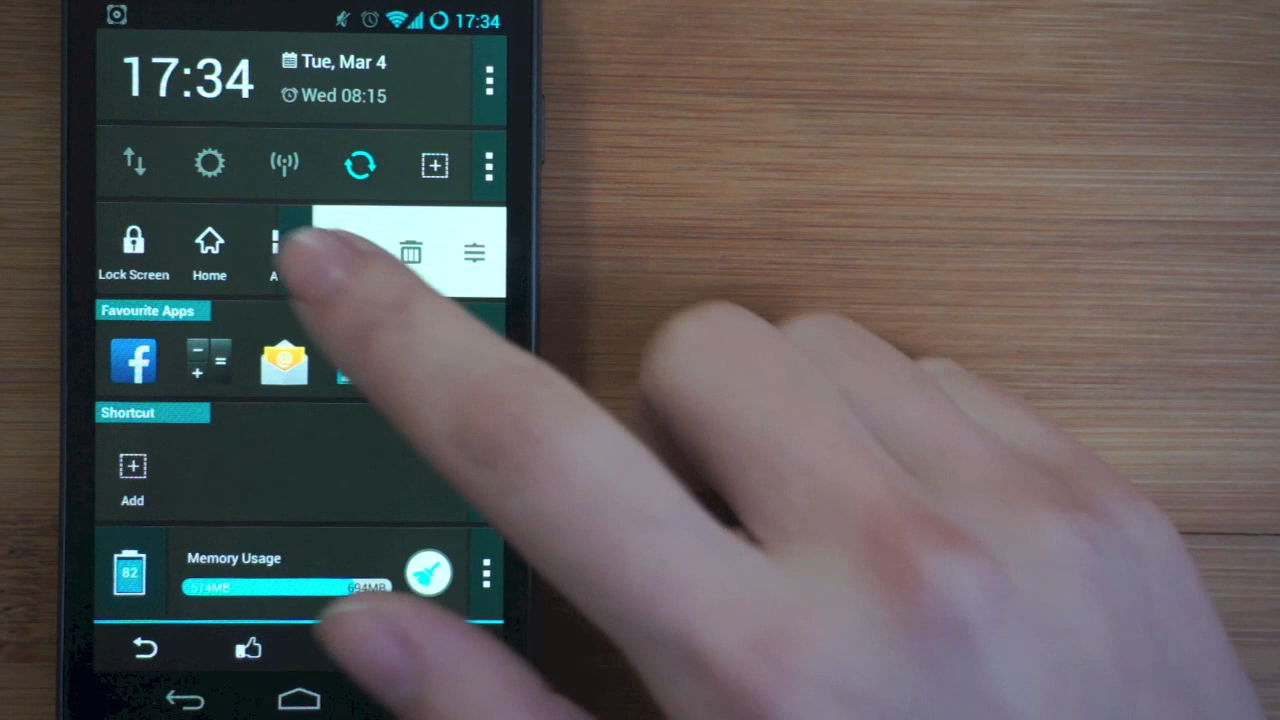 17:34
17:34
Tue, Mar 4
Wed 08:15
Lock Screen
Home
Favourite Apps
Shortcut
Add
82
Memory Usage
574MB
694MB